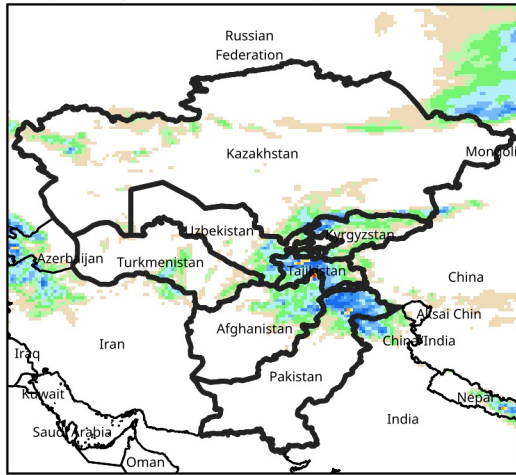 Russian
Federation
Kazakhstan
Mongoli
Uzbekistan
Kyrgyzstan
Azerbaijan
Turkmenistan
Tajikistan
China
Afghanistan
Aksai Chin
Iran
China/India
Iraq
Pakistan
Kuwait
Nepal
India
Saudi Arabia
Oman